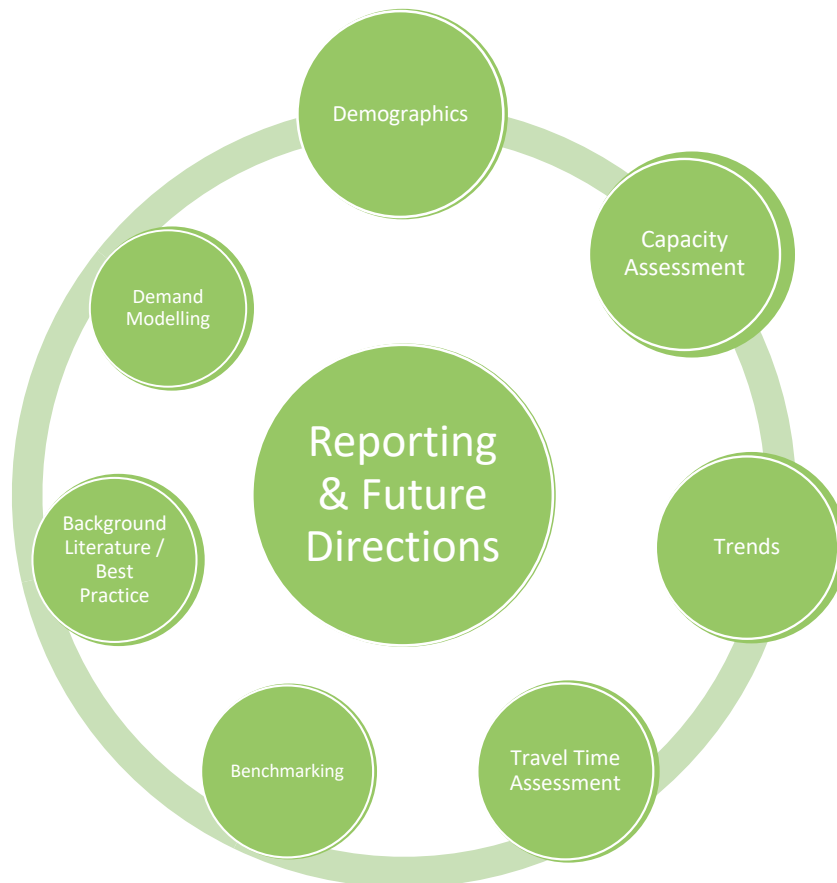 Demographics
Capacity
Assessment
Trends
Travel Time
Assessment
Benchmarking
Background
Literature /
Best
Practice
Demand
Modelling
Reporting
& Future
Directions